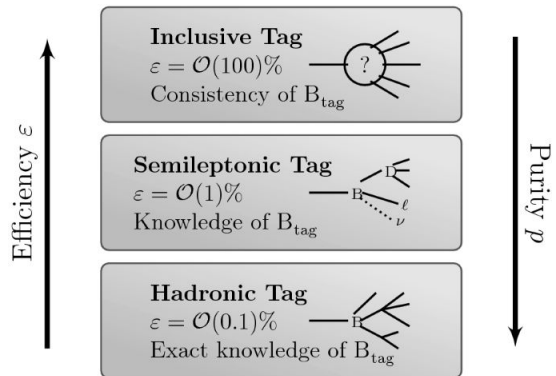 Efficiency ε
Inclusive Tag
ε = O(100)%
Consistency of B_tag
?
Semileptonic Tag
ε = O(1)%
Knowledge of B_tag
B
D
ℓ
ν
Hadronic Tag
ε = O(0.1)%
Exact knowledge of B_tag
B
Purity p